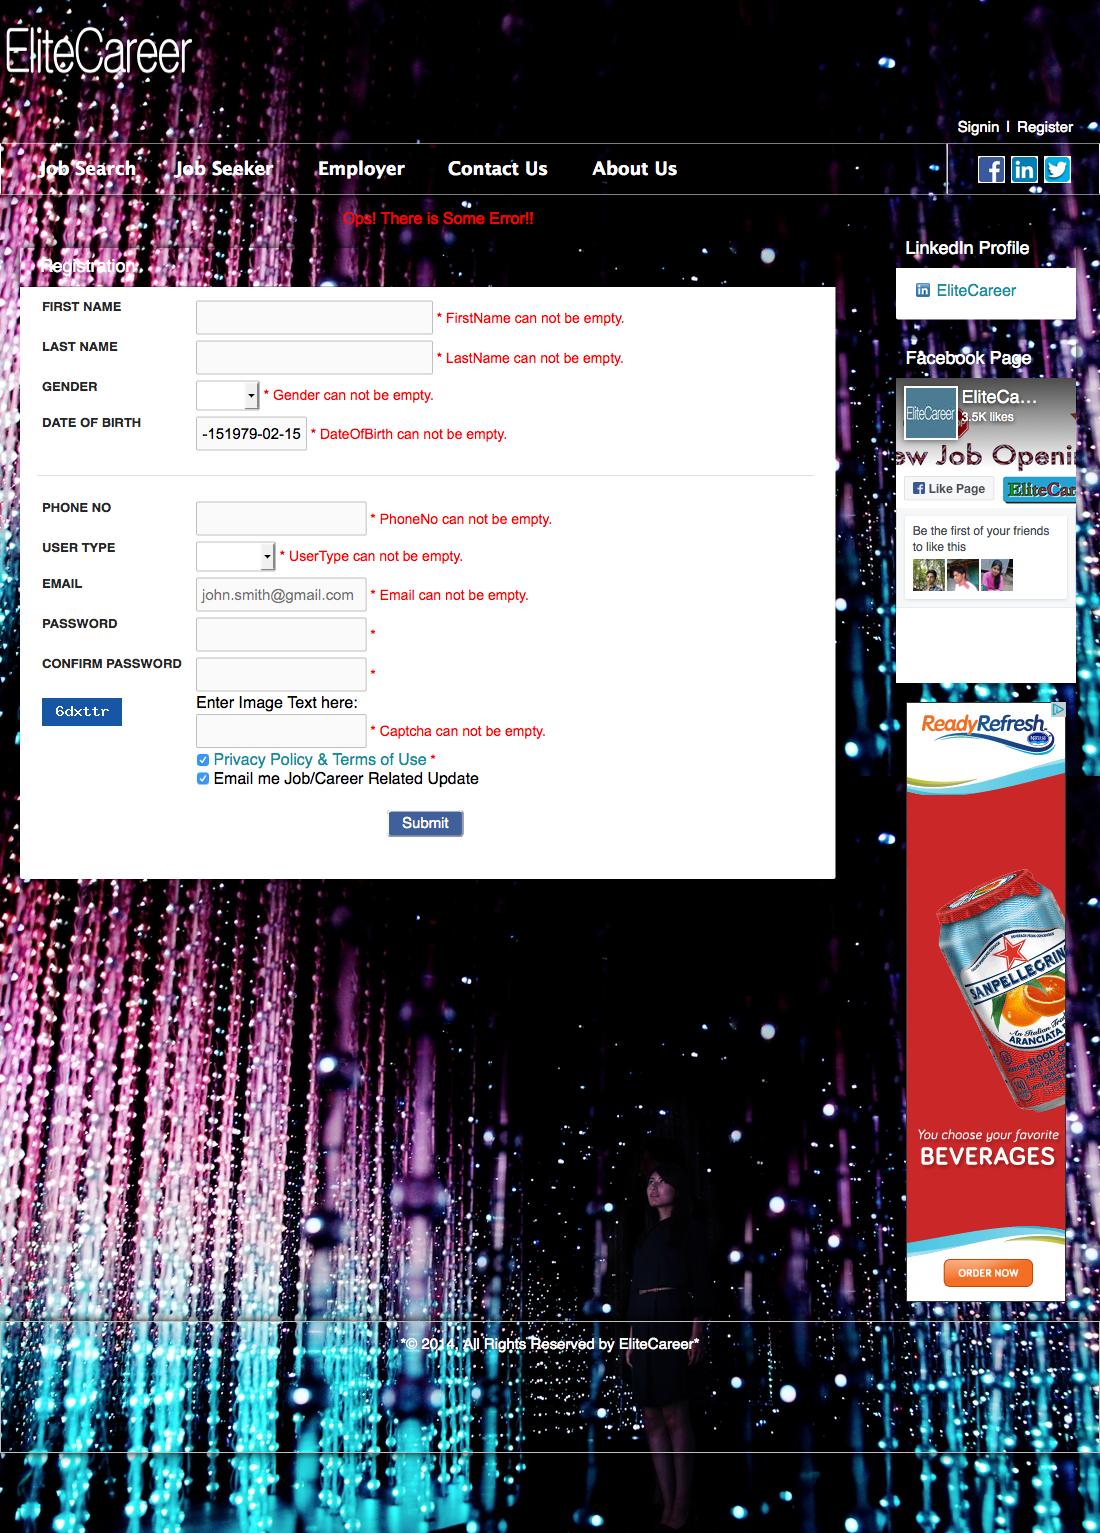 EliteCareer
Signin | Register
Job Search Job Seeker Employer Contact Us About Us
Ops! There is Some Error!!
Registration
FIRST NAME * FirstName can not be empty.
LAST NAME * LastName can not be empty.
GENDER * Gender can not be empty.
DATE OF BIRTH -151979-02-15 * DateOfBirth can not be empty.
PHONE NO * PhoneNo can not be empty.
USER TYPE * UserType can not be empty.
EMAIL john.smith@gmail.com * Email can not be empty.
PASSWORD *
CONFIRM PASSWORD *
Enter Image Text here:
6dxttr * Captcha can not be empty.
Privacy Policy & Terms of Use *
Email me Job/Career Related Update
Submit
LinkedIn Profile
in EliteCareer
Facebook Page
EliteCareer EliteCa...
3.5K likes
ew Job Openi
Like Page EliteCar
Be the first of your friends
to like this
ReadyRefresh
Nestlé
SANPELLEGRINO
ARANCIATA
BLOOD
You choose your favorite
BEVERAGES
ORDER NOW
*© 2014, All Rights Reserved by EliteCareer*